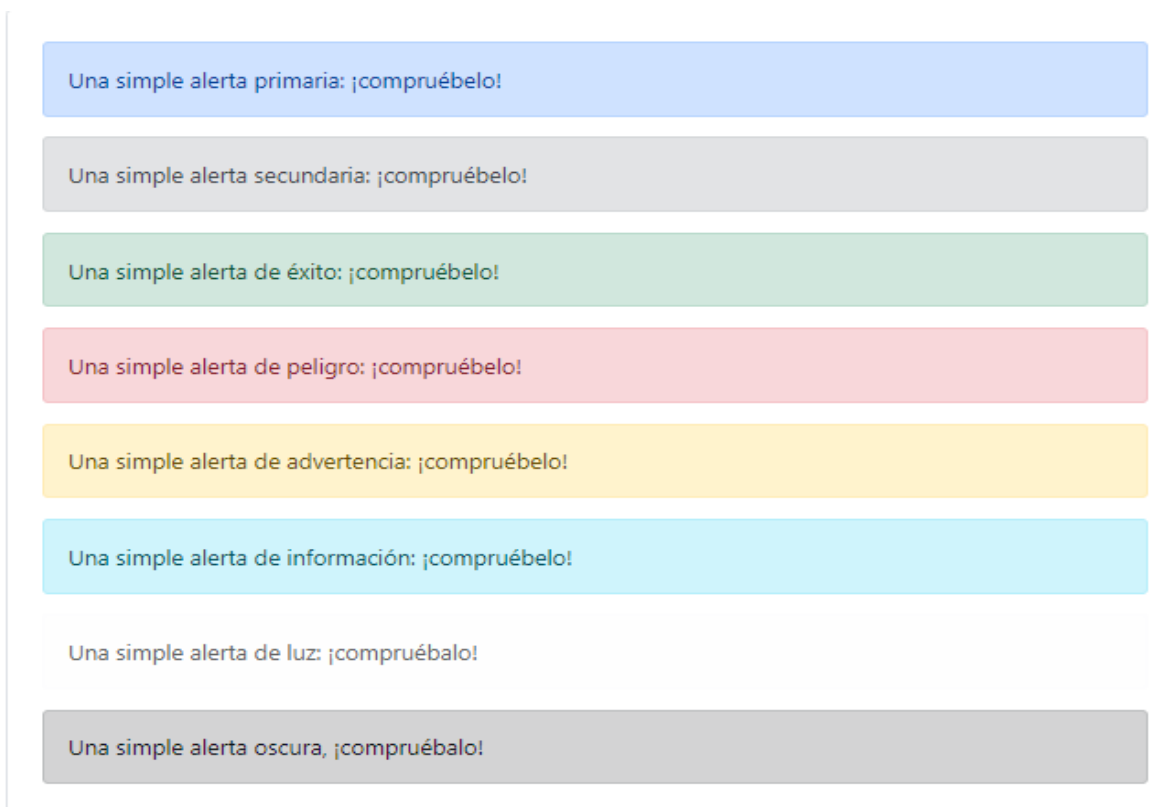 Una simple alerta primaria: ¡compruébelo!
Una simple alerta secundaria: ¡compruébelo!
Una simple alerta de éxito: ¡compruébelo!
Una simple alerta de peligro: ¡compruébelo!
Una simple alerta de advertencia: ¡compruébelo!
Una simple alerta de información: ¡compruébelo!
Una simple alerta de luz: ¡compruébalo!
Una simple alerta oscura, ¡compruébalo!